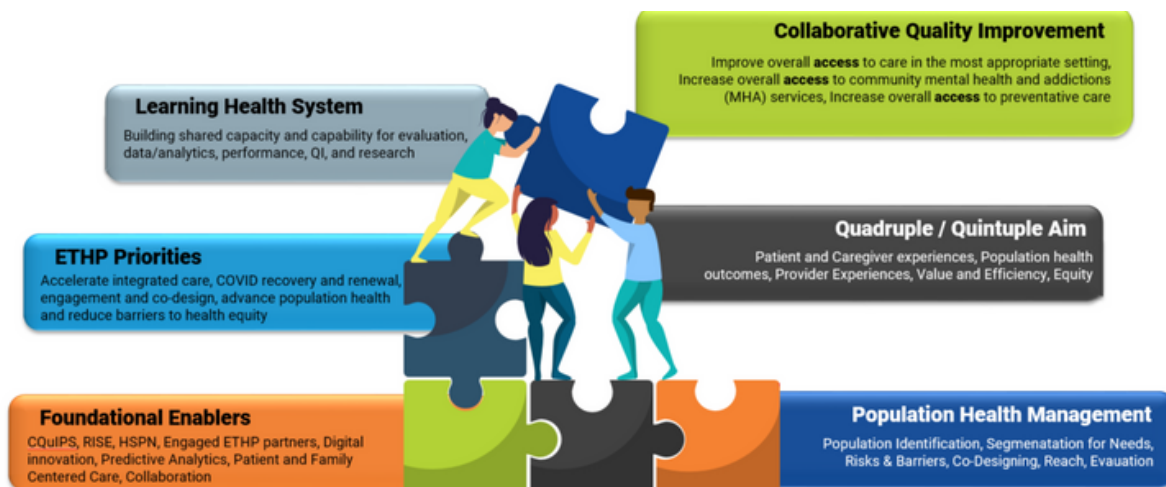 Collaborative Quality Improvement
Improve overall access to care in the most appropriate setting,
Increase overall access to community mental health and addictions
(MHA) services, Increase overall access to preventative care
Learning Health System
Building shared capacity and capability for evaluation,
data/analytics, performance, QI, and research
Quadruple / Quintuple Aim
Patient and Caregiver experiences, Population health
outcomes, Provider Experiences, Value and Efficiency, Equity
ETHP Priorities
Accelerate integrated care, COVID recovery and renewal,
engagement and co-design, advance population health
and reduce barriers to health equity
Foundational Enablers
CQuIPS, RISE, HSPN, Engaged ETHP partners, Digital
innovation, Predictive Analytics, Patient and Family
Centered Care, Collaboration
Population Health Management
Population Identification, Segmenatation for Needs,
Risks & Barriers, Co-Designing, Reach, Evauation